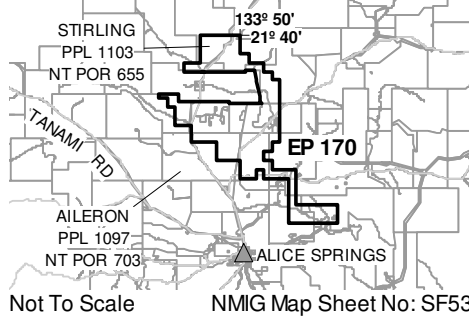 STIRLING
PPL 1103
NT POR 655
133º 50'
21º 40'
TANAMI RD
EP 170
AILERON
PPL 1097
NT POR 703
ALICE SPRINGS
Not To Scale
NMIG Map Sheet No: SF53